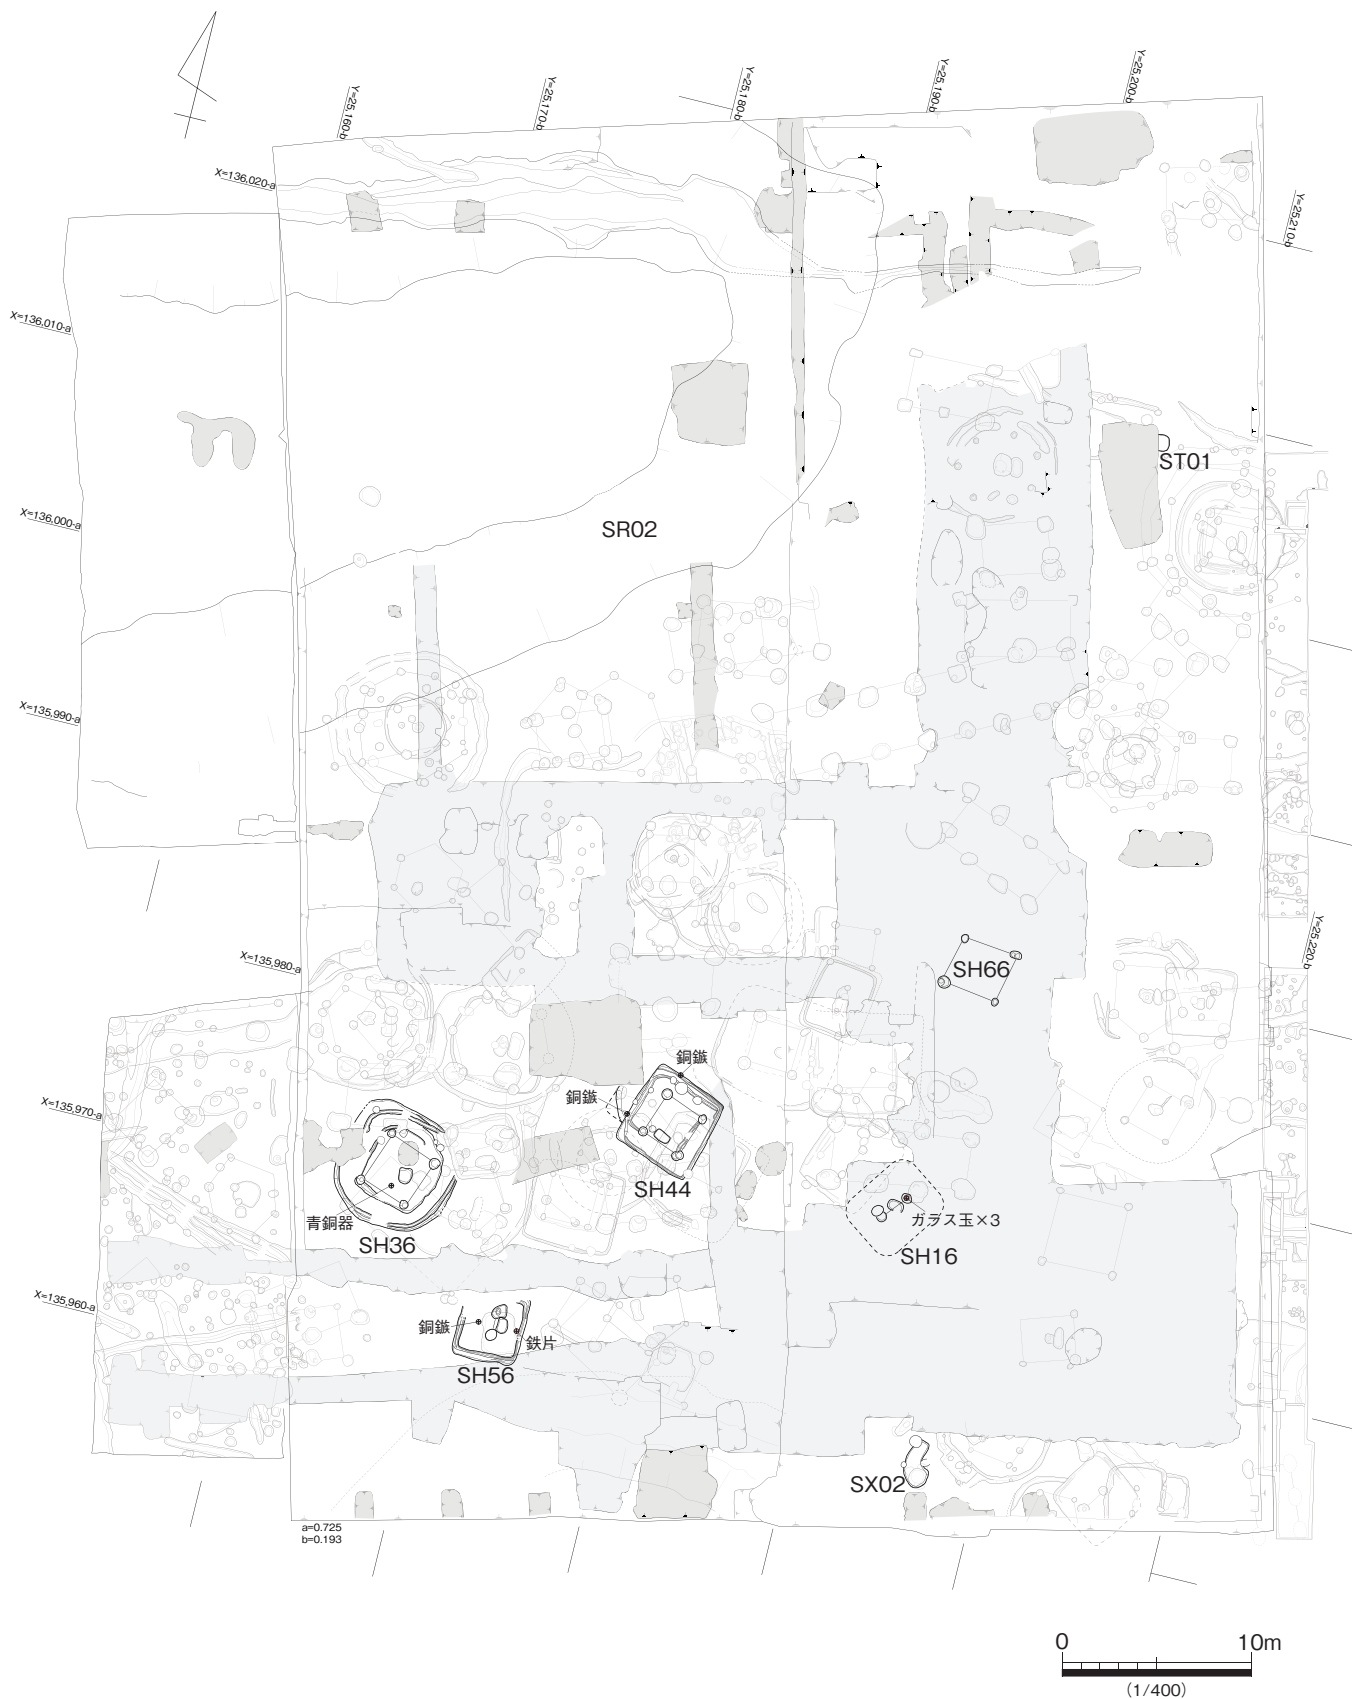 Y=25,160-b
Y=25,170-b
Y=25,180-b
Y=25,190-b
Y=25,200-b
X=136,020-a
Y=25,210-b
X=136,010-a
ST01
X=136,000-a
SR02
X=135,990-a
Y=25,220-b
X=135,980-a
SH66
銅鏃
銅鏃
X=135,970-a
SH44
ガラス玉×3
青銅器
SH36
SH16
X=135,960-a
銅鏃
鉄片
SH56
SX02
a=0.725
b=0.193
0 10m
(1/400)